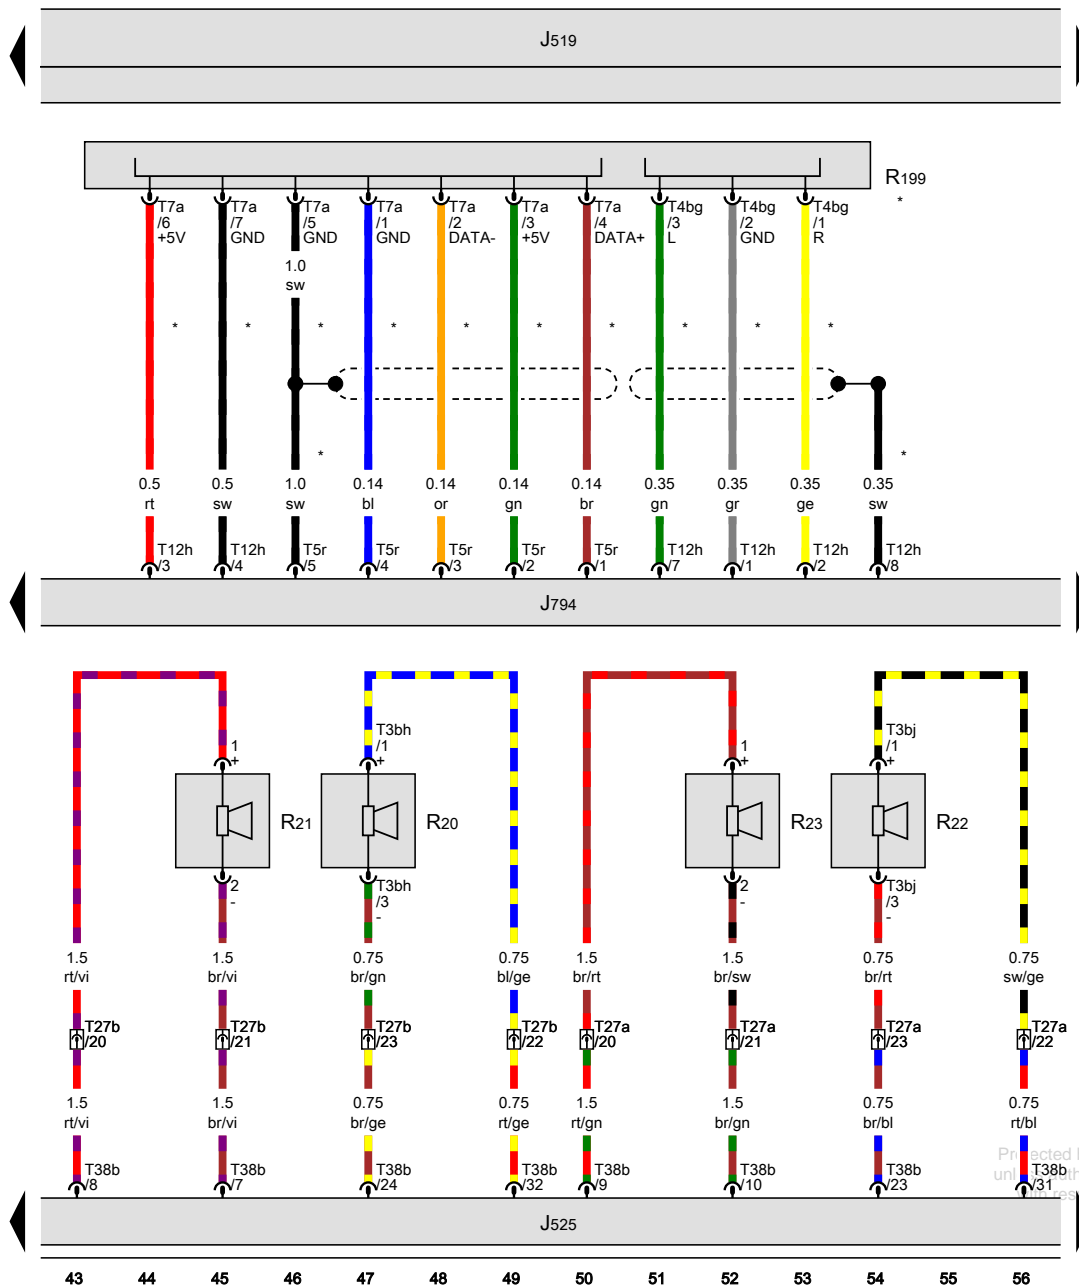 J519
R199
*
T7a T7a T7a T7a T7a T7a T7a T4bg T4bg T4bg
/6 /7 /5 /1 /2 /3 /4 /3 /2 /1
+5V GND GND GND DATA- +5V DATA+ L GND R
1.0
sw
* * * * * * * * * *
* *
0.5 0.5 1.0 0.14 0.14 0.14 0.14 0.35 0.35 0.35 0.35
rt sw sw bl or gn br gn gr ge sw
T12h T12h T5r T5r T5r T5r T5r T12h T12h T12h T12h
/3 /4 /5 /4 /3 /2 /1 /7 /1 /2 /8
J794
T3bh T3bj
1 /1 1 /1
+ + + +
R21 R20 R23 R22
2 T3bh 2 T3bj
- /3 - /3
- -
1.5 1.5 0.75 0.75 1.5 1.5 0.75 0.75
rt/vi br/vi br/gn bl/ge br/rt br/sw br/rt sw/ge
T27b T27b T27b T27b T27a T27a T27a T27a
/20 /21 /23 /22 /20 /21 /23 /22
1.5 1.5 0.75 0.75 1.5 1.5 0.75 0.75
rt/vi br/vi br/ge rt/ge rt/gn br/gn br/bl rt/bl
T38b T38b T38b T38b T38b T38b T38b T38b
/8 /7 /24 /32 /9 /10 /23 /31
J525
43 44 45 46 47 48 49 50 51 52 53 54 55 56